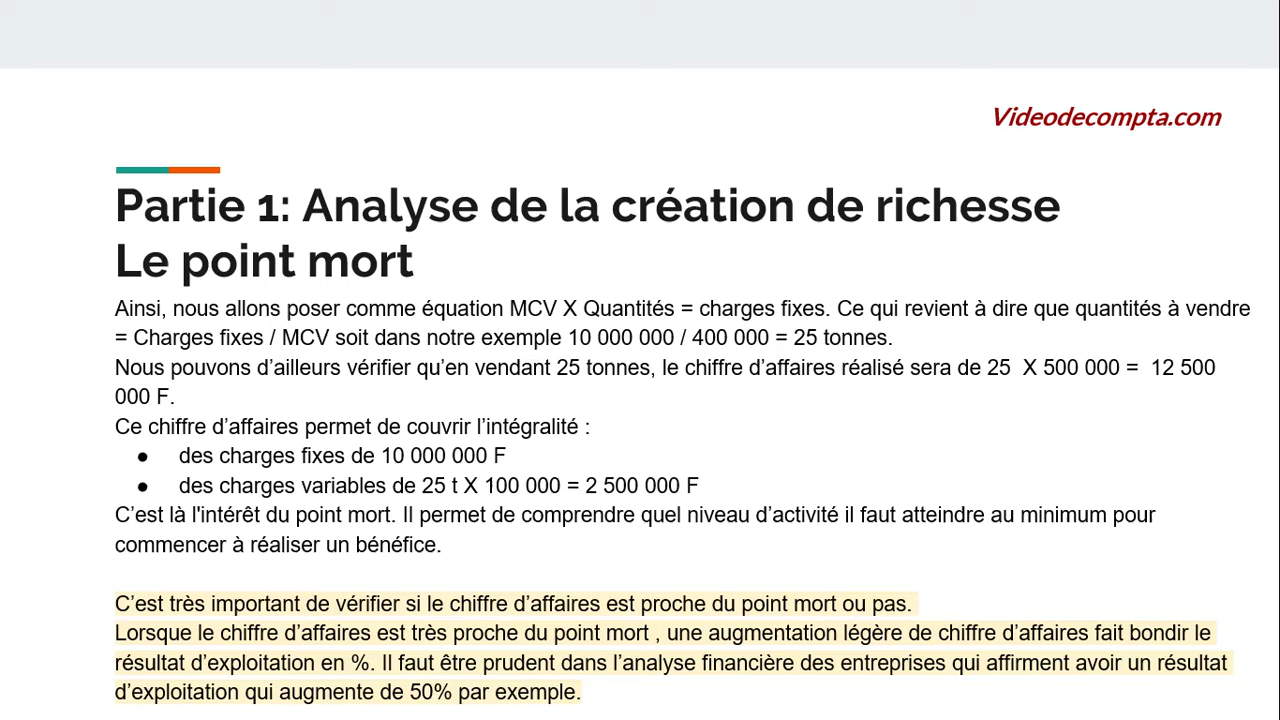 Videodecompta.com
Partie 1: Analyse de la création de richesse
Le point mort
Ainsi, nous allons poser comme équation MCV X Quantités = charges fixes. Ce qui revient à dire que quantités à vendre
= Charges fixes / MCV soit dans notre exemple 10 000 000 / 400 000 = 25 tonnes.
Nous pouvons d’ailleurs vérifier qu’en vendant 25 tonnes, le chiffre d’affaires réalisé sera de 25  X 500 000 =  12 500
000 F.
Ce chiffre d’affaires permet de couvrir l’intégralité :
● des charges fixes de 10 000 000 F
● des charges variables de 25 t X 100 000 = 2 500 000 F
C’est là l'intérêt du point mort. Il permet de comprendre quel niveau d’activité il faut atteindre au minimum pour
commencer à réaliser un bénéfice.
C’est très important de vérifier si le chiffre d’affaires est proche du point mort ou pas.
Lorsque le chiffre d’affaires est très proche du point mort , une augmentation légère de chiffre d’affaires fait bondir le
résultat d’exploitation en %. Il faut être prudent dans l’analyse financière des entreprises qui affirment avoir un résultat
d’exploitation qui augmente de 50% par exemple.